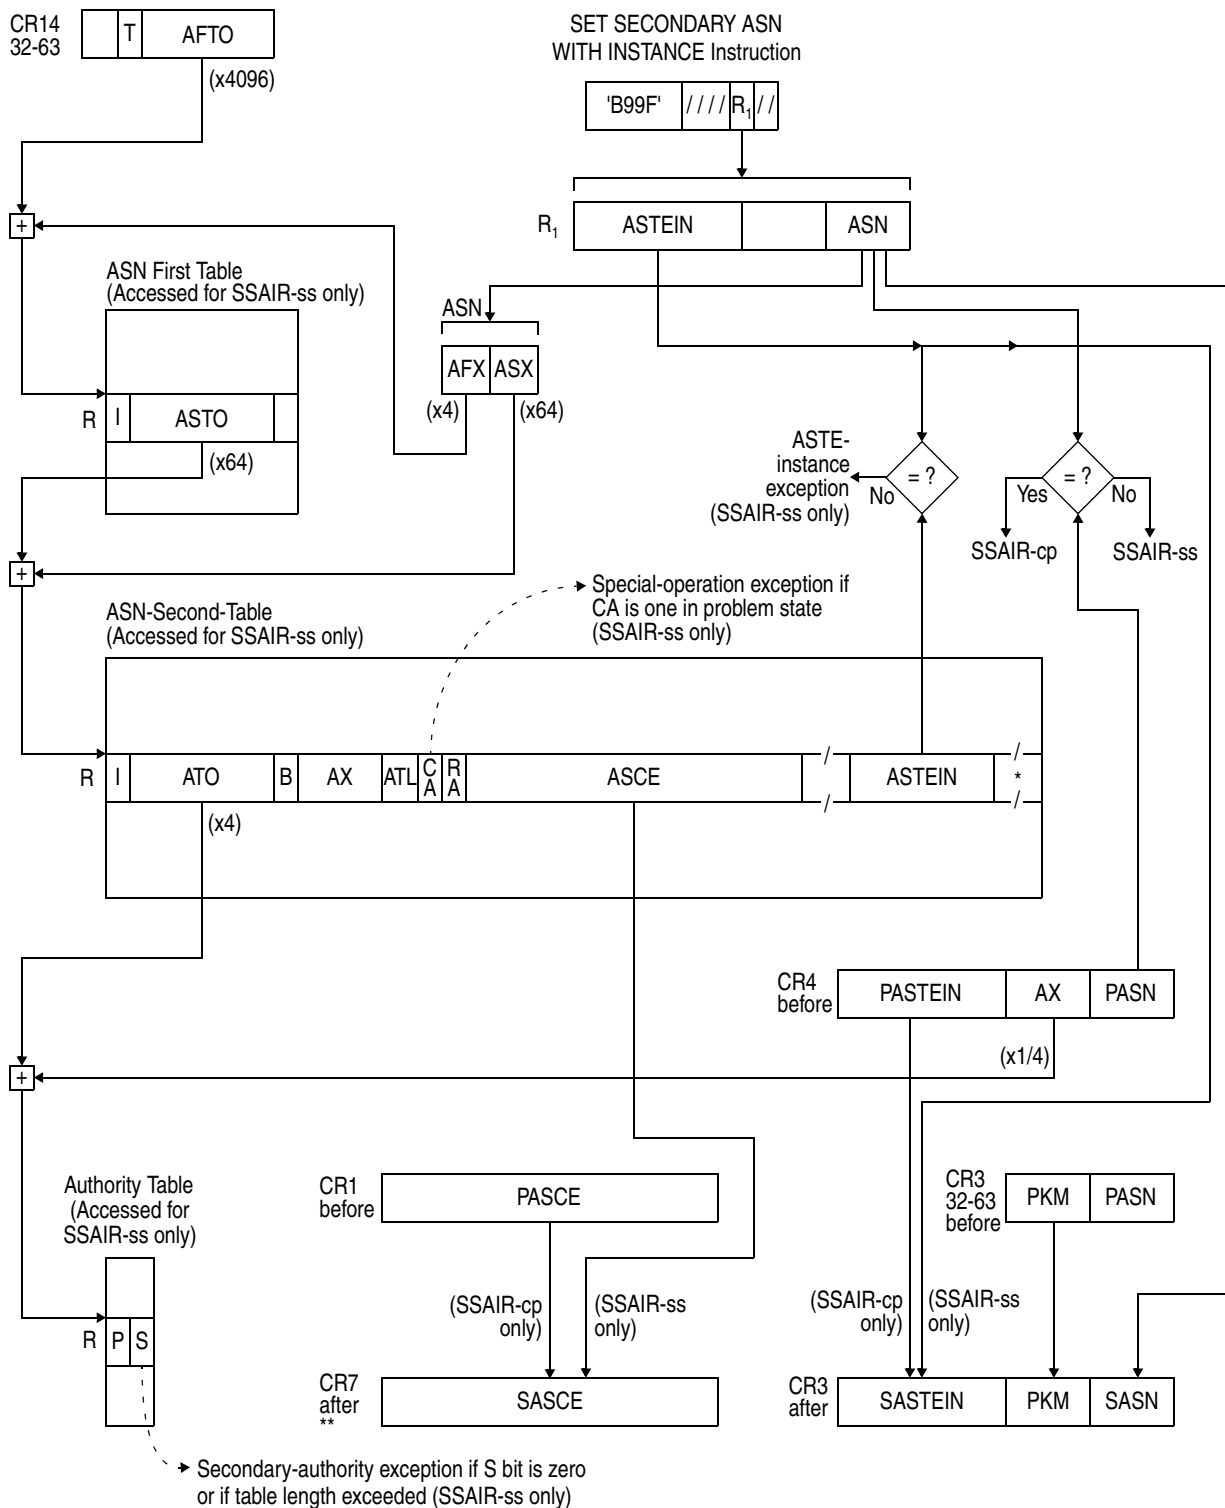 CR14
32-63
T
AFTO
(x4096)
SET SECONDARY ASN
WITH INSTANCE Instruction
'B99F'
////
R1
//
R1
ASTEIN
ASN
+
ASN First Table
(Accessed for SSAIR-ss only)
ASN
AFX
ASX
(x4)
(x64)
R
I
ASTO
(x64)
ASTE-
instance
exception
(SSAIR-ss only)
= ?
No
= ?
Yes
No
SSAIR-cp
SSAIR-ss
+
Special-operation exception if
CA is one in problem state
(SSAIR-ss only)
ASN-Second-Table
(Accessed for SSAIR-ss only)
R
I
ATO
B
AX
ATL
C
A
R
A
ASCE
/
/
ASTEIN
/
*
/
(x4)
CR4
before
PASTEIN
AX
PASN
(x1/4)
+
Authority Table
(Accessed for
SSAIR-ss only)
CR1
before
PASCE
CR3
32-63
before
PKM
PASN
(SSAIR-cp
only)
(SSAIR-ss
only)
(SSAIR-cp
only)
(SSAIR-ss
only)
R
P
S
CR7
after
**
SASCE
CR3
after
SASTEIN
PKM
SASN
Secondary-authority exception if S bit is zero
or if table length exceeded (SSAIR-ss only)